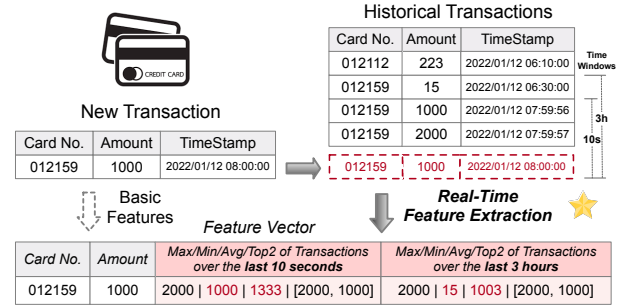 Historical Transactions
Card No. Amount TimeStamp
012112 223 2022/01/12 06:10:00
012159 15 2022/01/12 06:30:00
012159 1000 2022/01/12 07:59:56
012159 2000 2022/01/12 07:59:57
012159 1000 2022/01/12 08:00:00
Time
Windows
3h
10s
CREDIT CARD
New Transaction
Card No. Amount TimeStamp
012159 1000 2022/01/12 08:00:00
Basic
Features
Real-Time
Feature Extraction
Feature Vector
Card No. Amount Max/Min/Avg/Top2 of Transactions over the last 10 seconds Max/Min/Avg/Top2 of Transactions over the last 3 hours
012159 1000 2000 | 1000 | 1333 | [2000, 1000] 2000 | 15 | 1003 | [2000, 1000]